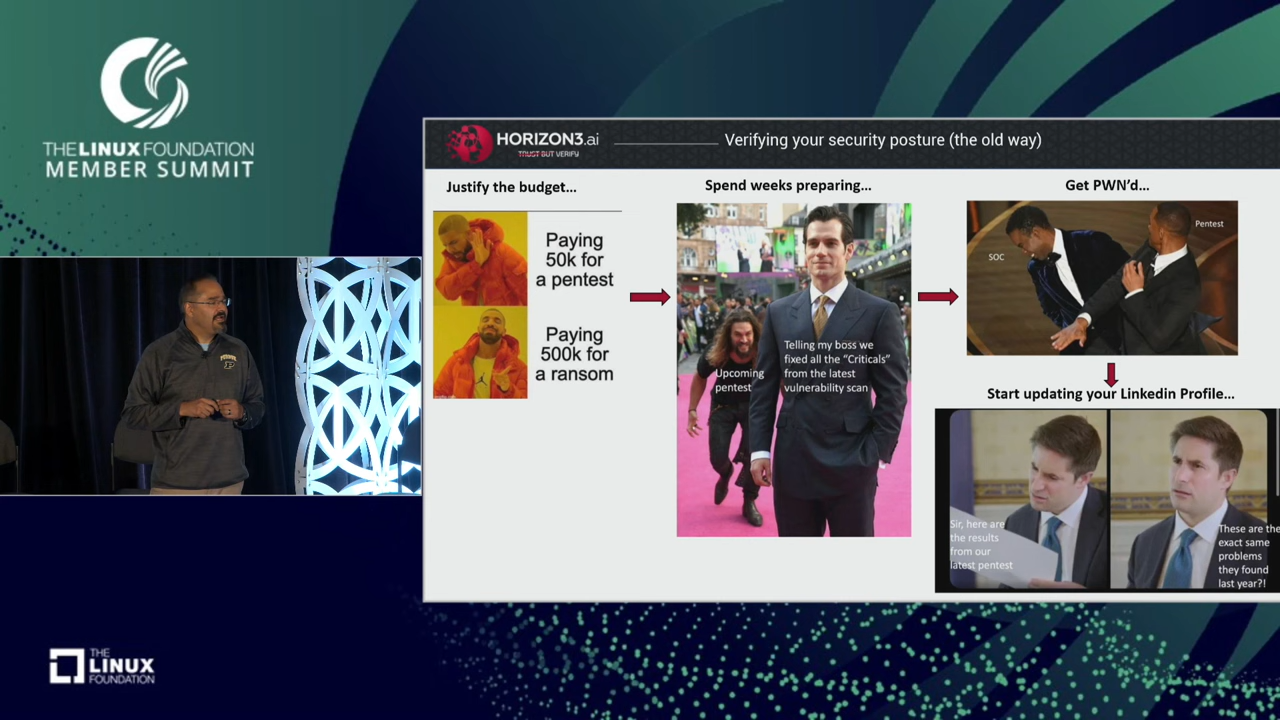 THE LINUX FOUNDATION
MEMBER SUMMIT
HORIZON3.ai
TRUST BUT VERIFY
Verifying your security posture (the old way)
Justify the budget...
Paying
50k for
a pentest
Paying
500k for
a ransom
Spend weeks preparing...
Upcoming
pentest
Telling my boss we
fixed all the “Criticals”
from the latest
vulnerability scan
Get PWN’d...
SOC
Pentest
Start updating your Linkedin Profile...
Sir, here are
the results
from our
latest pentest
These are the
exact same
problems
they found
last year?!
PURDUE
P
THE
LINUX
FOUNDATION